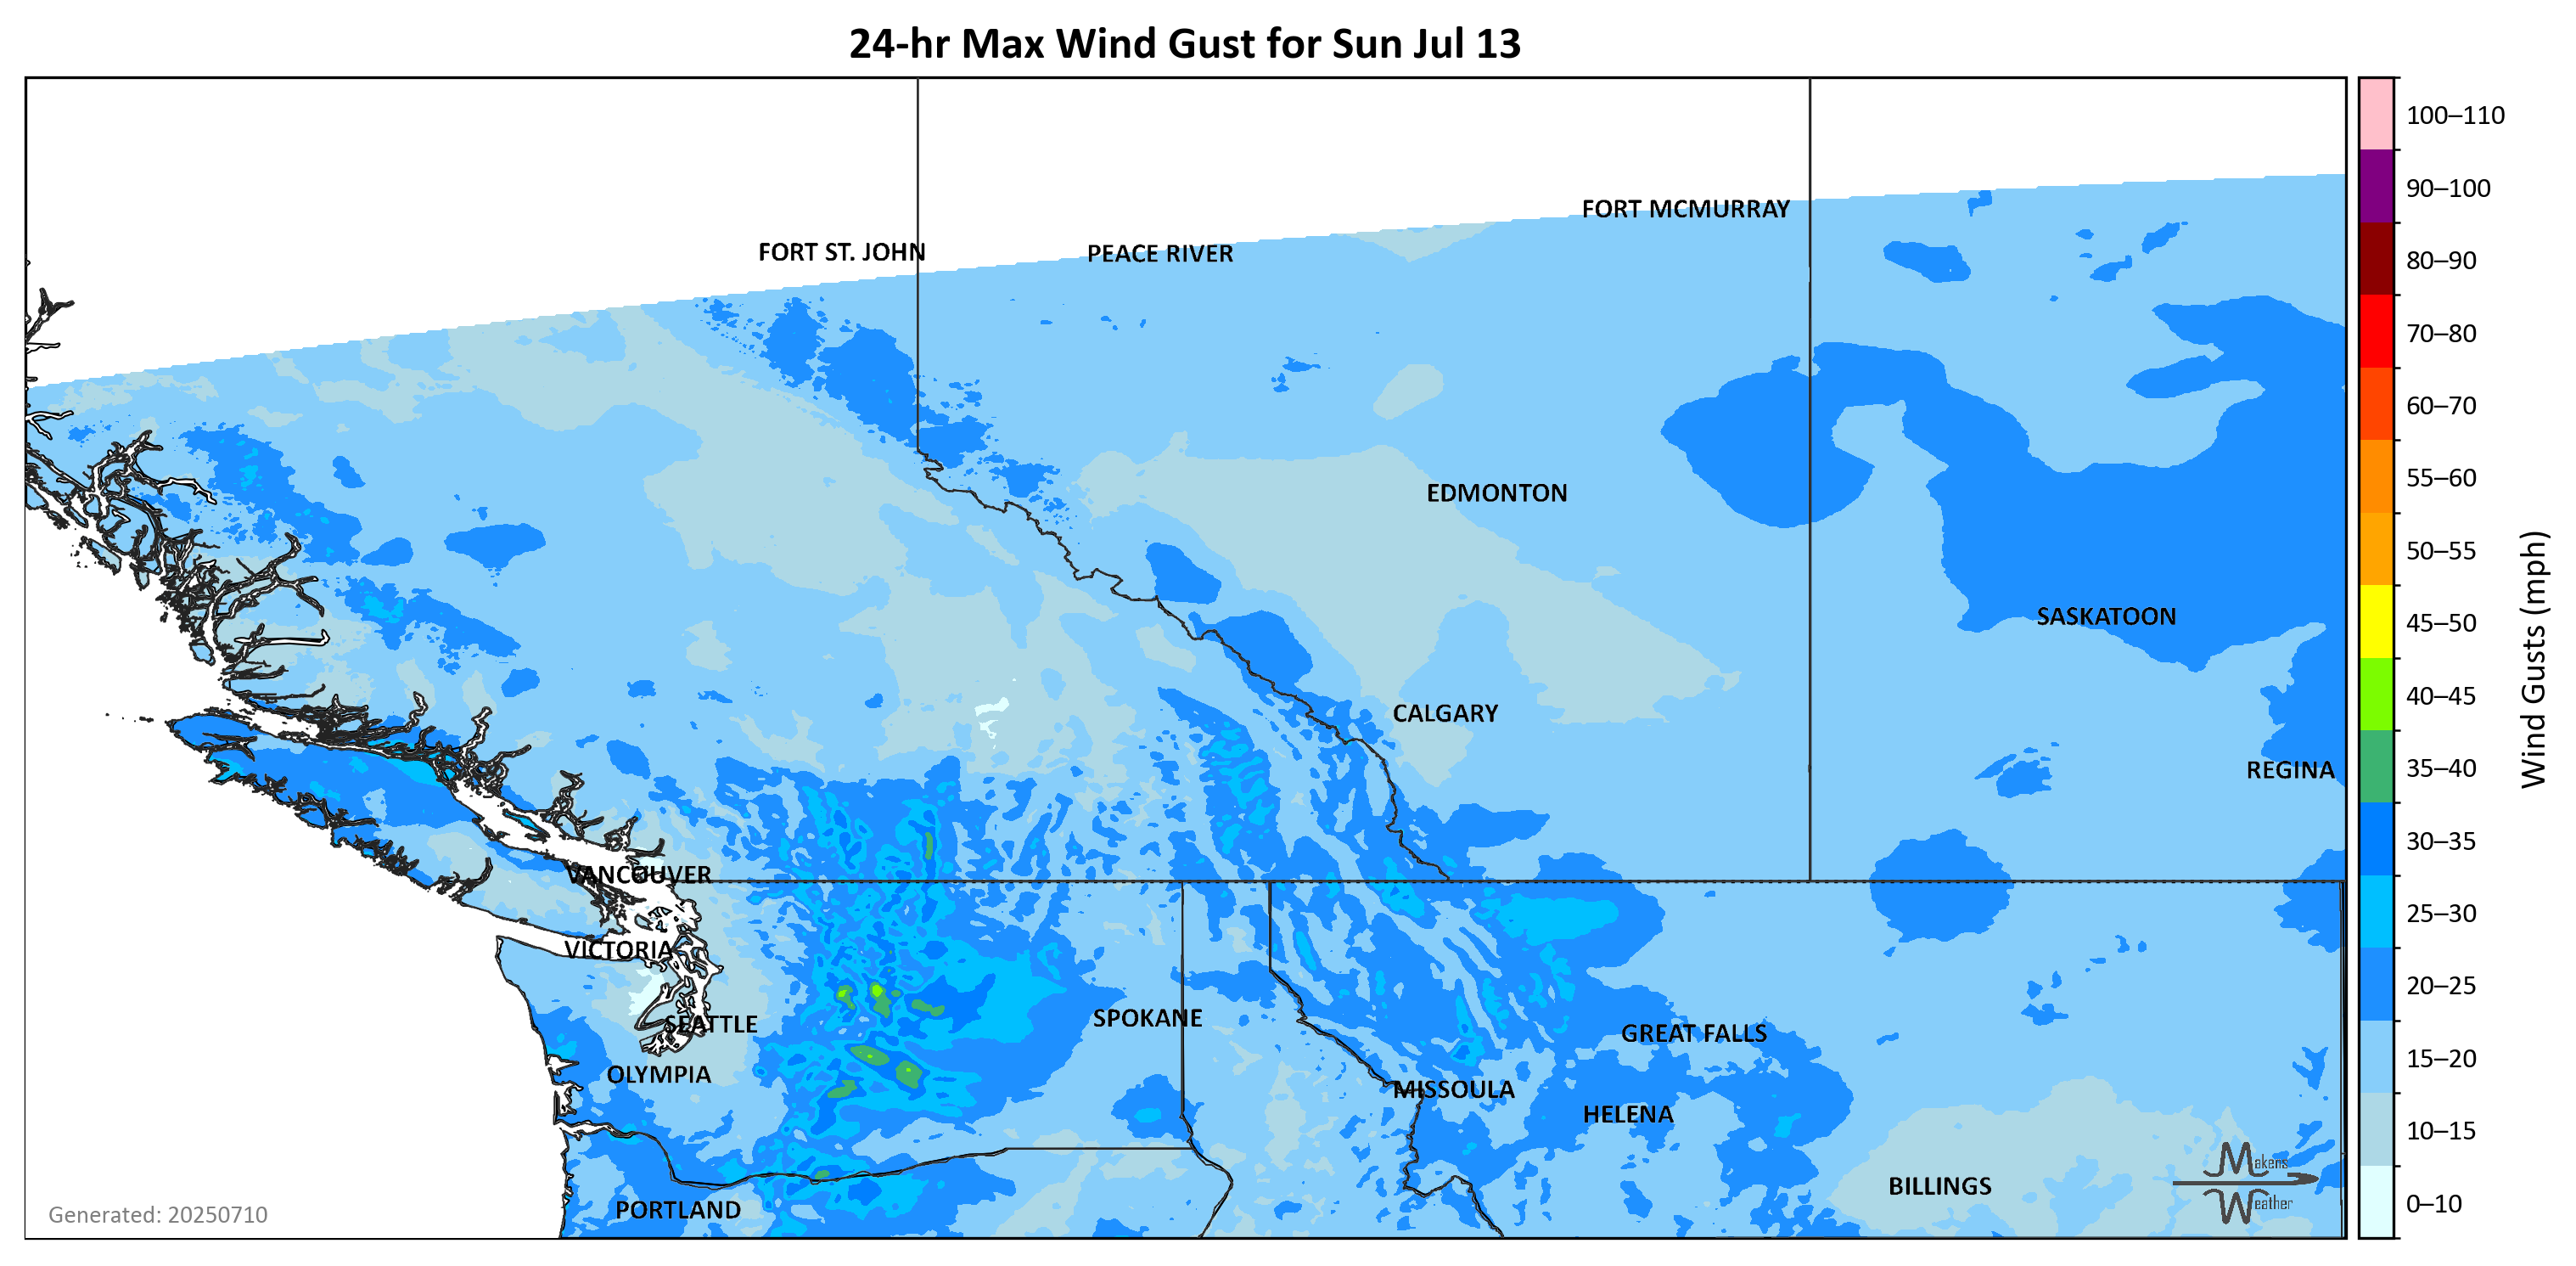 24-hr Max Wind Gust for Sun Jul 13
100–110
90–100
80–90
70–80
60–70
55–60
50–55
45–50
40–45
35–40
30–35
25–30
20–25
15–20
10–15
0–10
Wind Gusts (mph)
FORT MCMURRAY
FORT ST. JOHN
PEACE RIVER
EDMONTON
SASKATOON
CALGARY
REGINA
VANCOUVER
VICTORIA
SPOKANE
SEATTLE
GREAT FALLS
OLYMPIA
MISSOULA
HELENA
BILLINGS
PORTLAND
Makers
Weather
Generated: 20250710